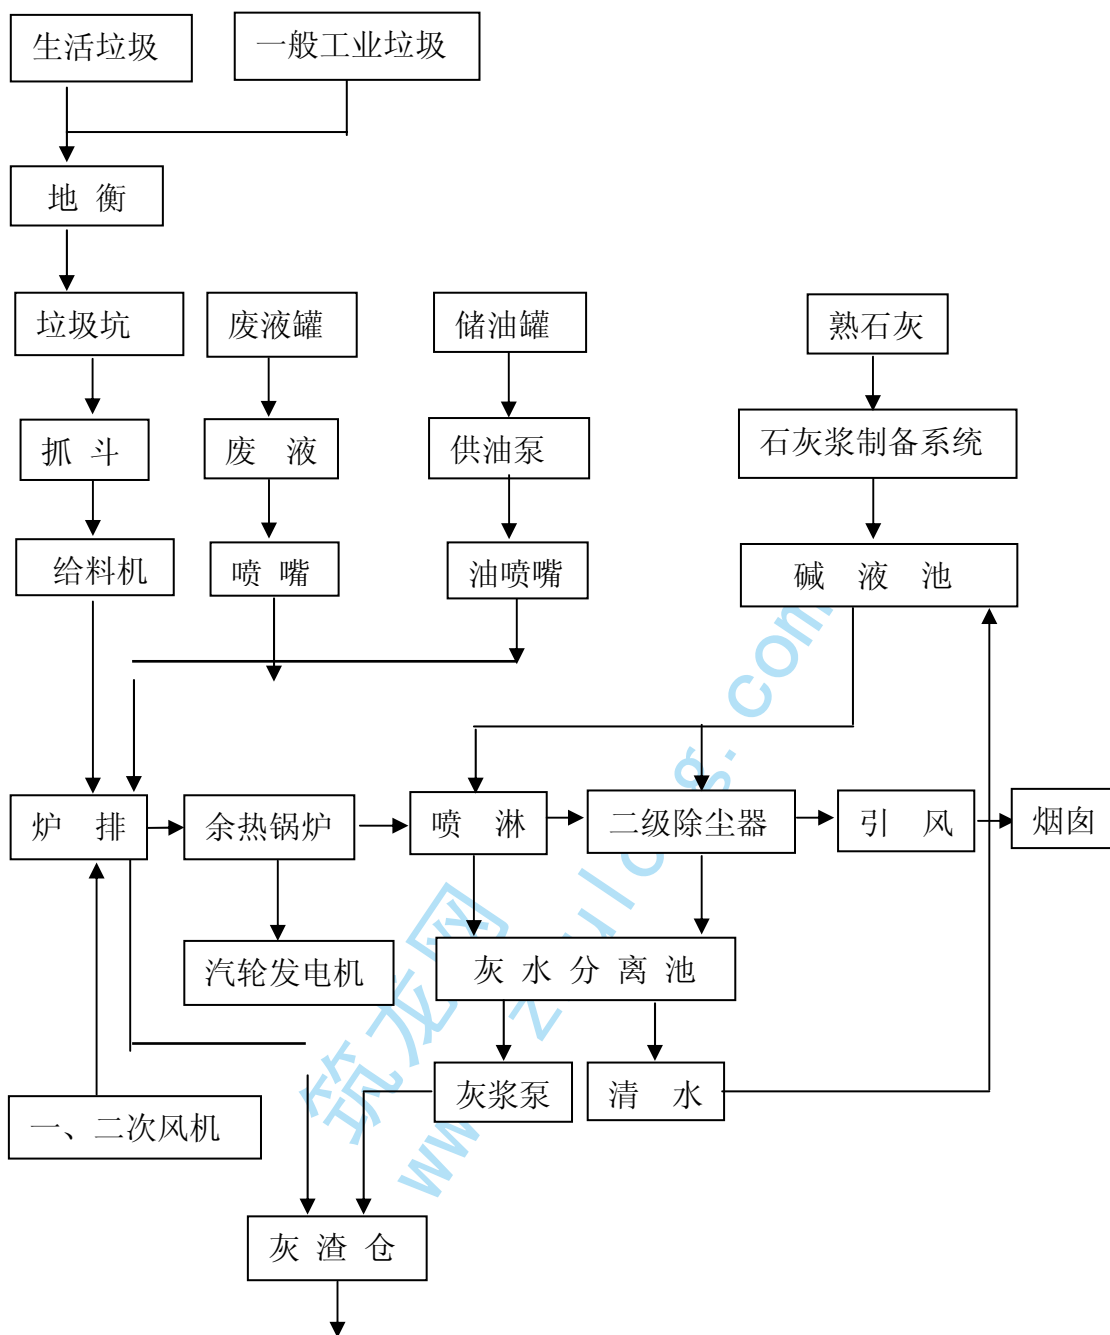 生活垃圾
一般工业垃圾
地 衡
垃圾坑
废液罐
储油罐
熟石灰
抓 斗
废 液
供油泵
石灰浆制备系统
给料机
喷 嘴
油喷嘴
碱 液 池
炉 排
余热锅炉
喷 淋
二级除尘器
引 风
烟囱
汽轮发电机
灰 水 分 离 池
灰浆泵
清 水
一、二次风机
灰 渣 仓
筑龙网